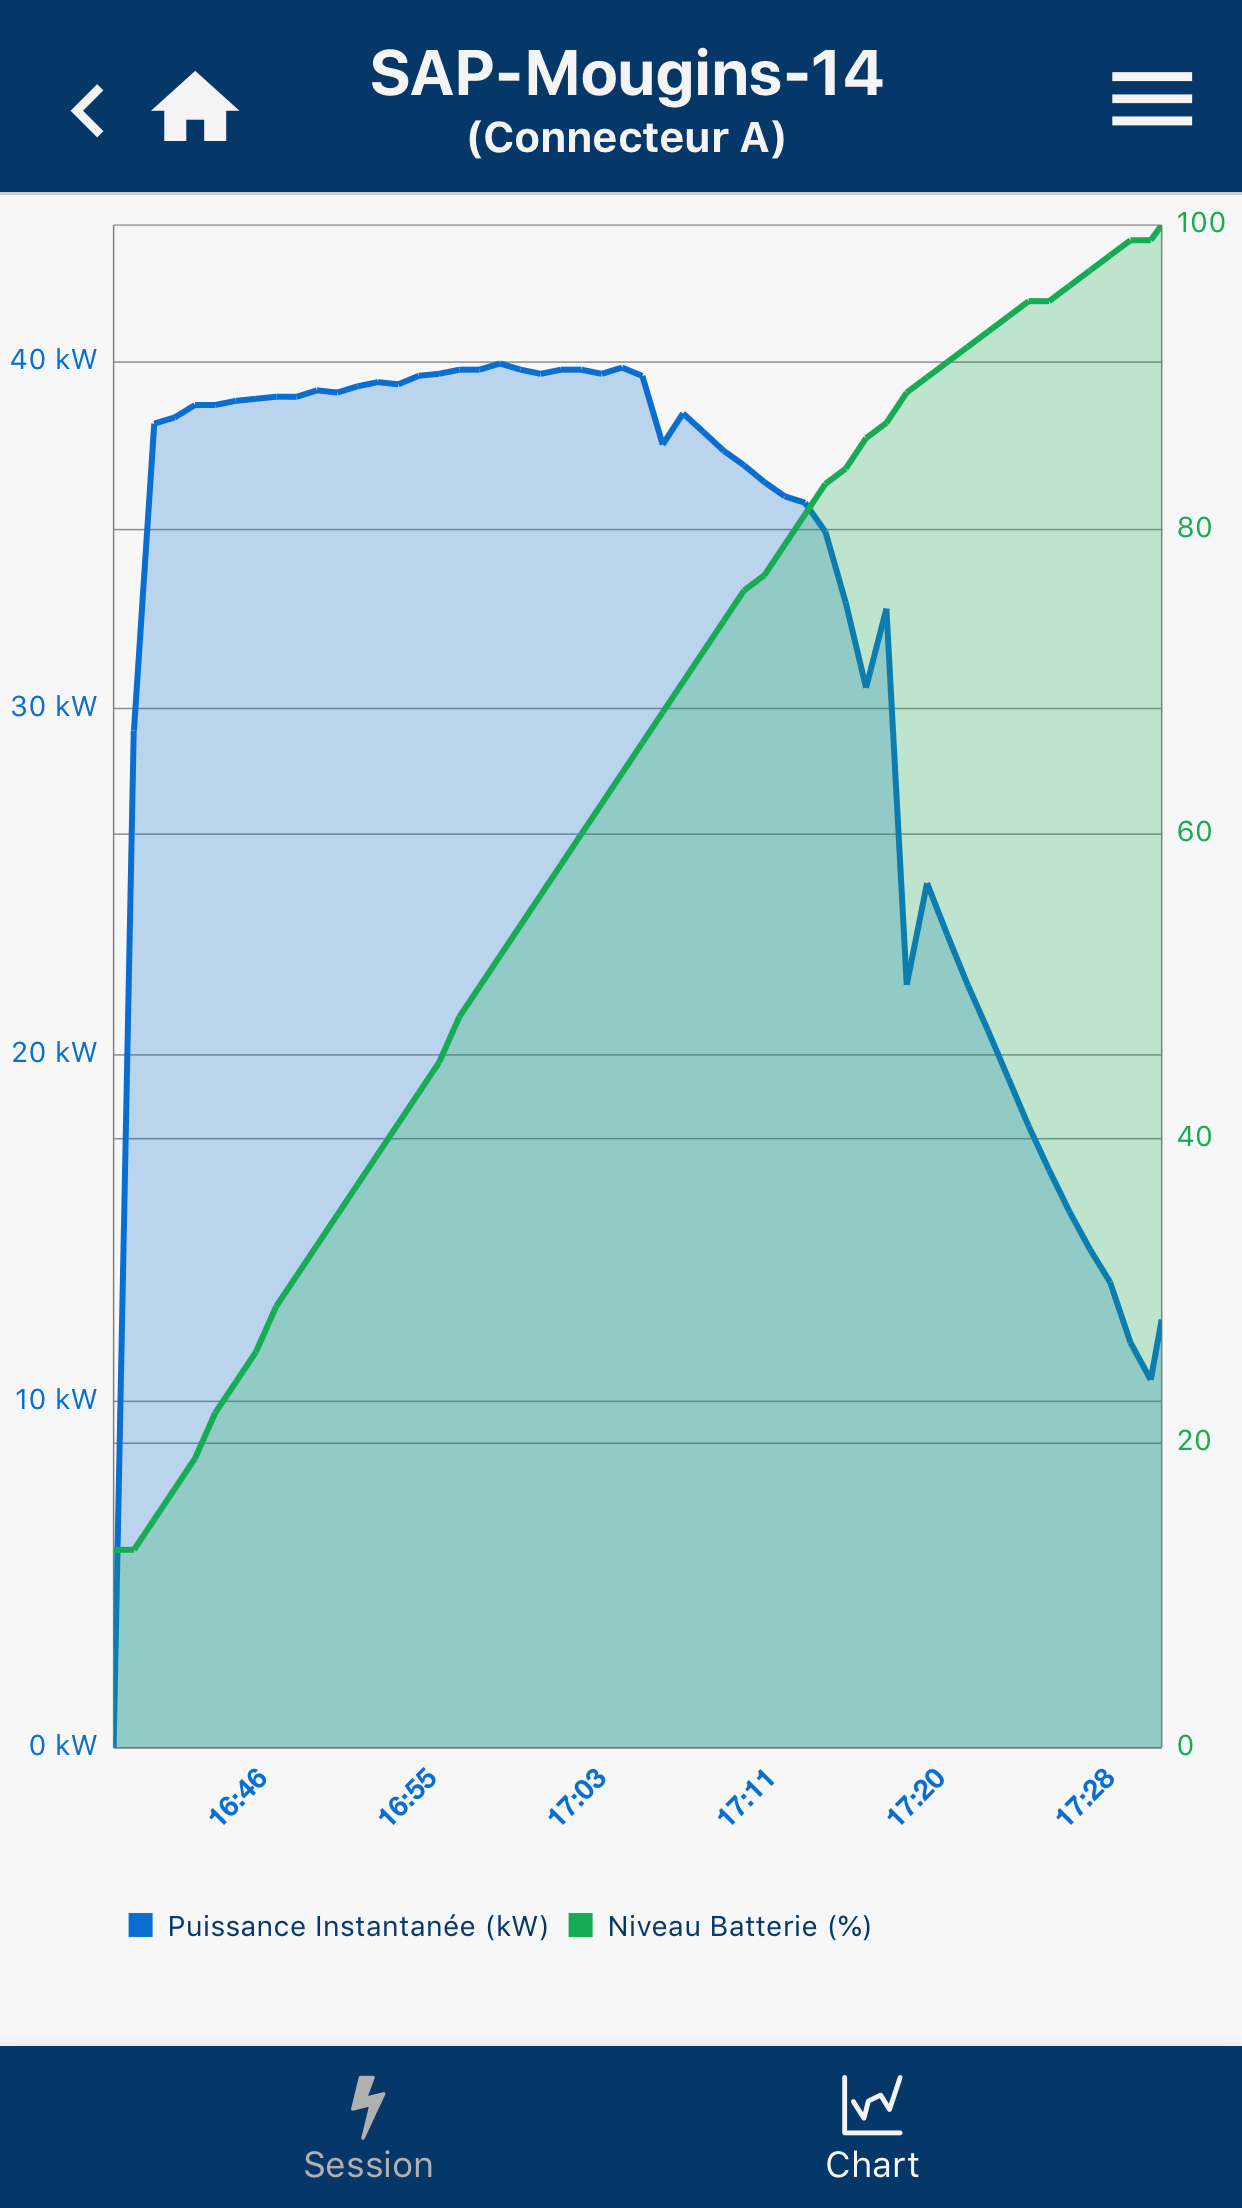 SAP-Mougins-14
(Connecteur A)
100
40 kW
80
30 kW
60
20 kW
40
10 kW
20
0 kW
0
16:46
16:55
17:03
17:11
17:20
17:28
Puissance Instantanée (kW)
Niveau Batterie (%)
Session
Chart